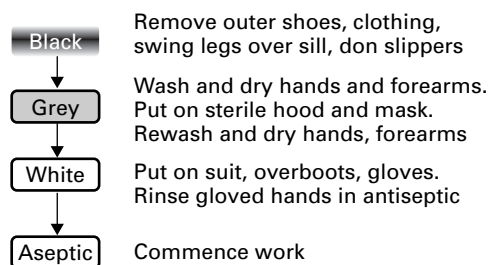 Black
Remove outer shoes, clothing,
swing legs over sill, don slippers
Grey
Wash and dry hands and forearms.
Put on sterile hood and mask.
Rewash and dry hands, forearms
White
Put on suit, overboots, gloves.
Rinse gloved hands in antiseptic
Aseptic
Commence work